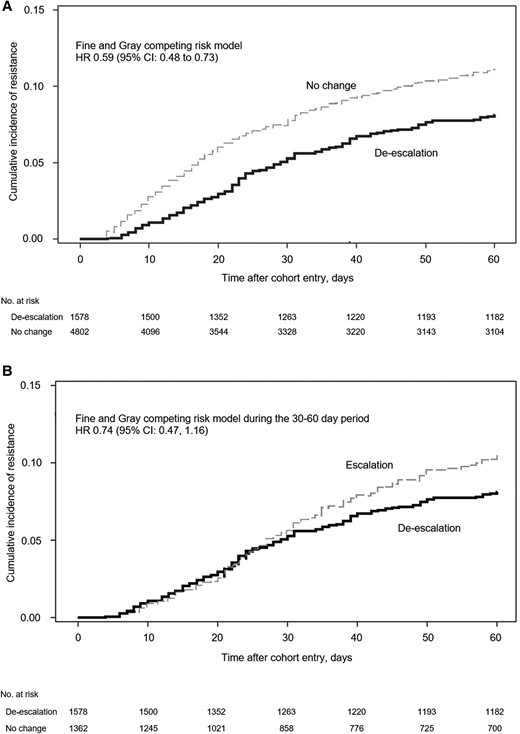 A
0.15
Fine and Gray competing risk model
HR 0.59 (95% CI: 0.48 to 0.73)
No change
0.10
De-escalation
0.05
0.00
Cumulative incidence of resistance
0 10 20 30 40 50 60
Time after cohort entry, days
No. at risk
De-escalation 1578 1500 1352 1263 1220 1193 1182
No change 4802 4096 3544 3328 3220 3143 3104
B
0.15
Fine and Gray competing risk model during the 30-60 day period
HR 0.74 (95% CI: 0.47, 1.16)
Escalation
0.10
De-escalation
0.05
0.00
Cumulative incidence of resistance
0 10 20 30 40 50 60
Time after cohort entry, days
No. at risk
De-escalation 1578 1500 1352 1263 1220 1193 1182
No change 1362 1245 1021 858 776 725 700